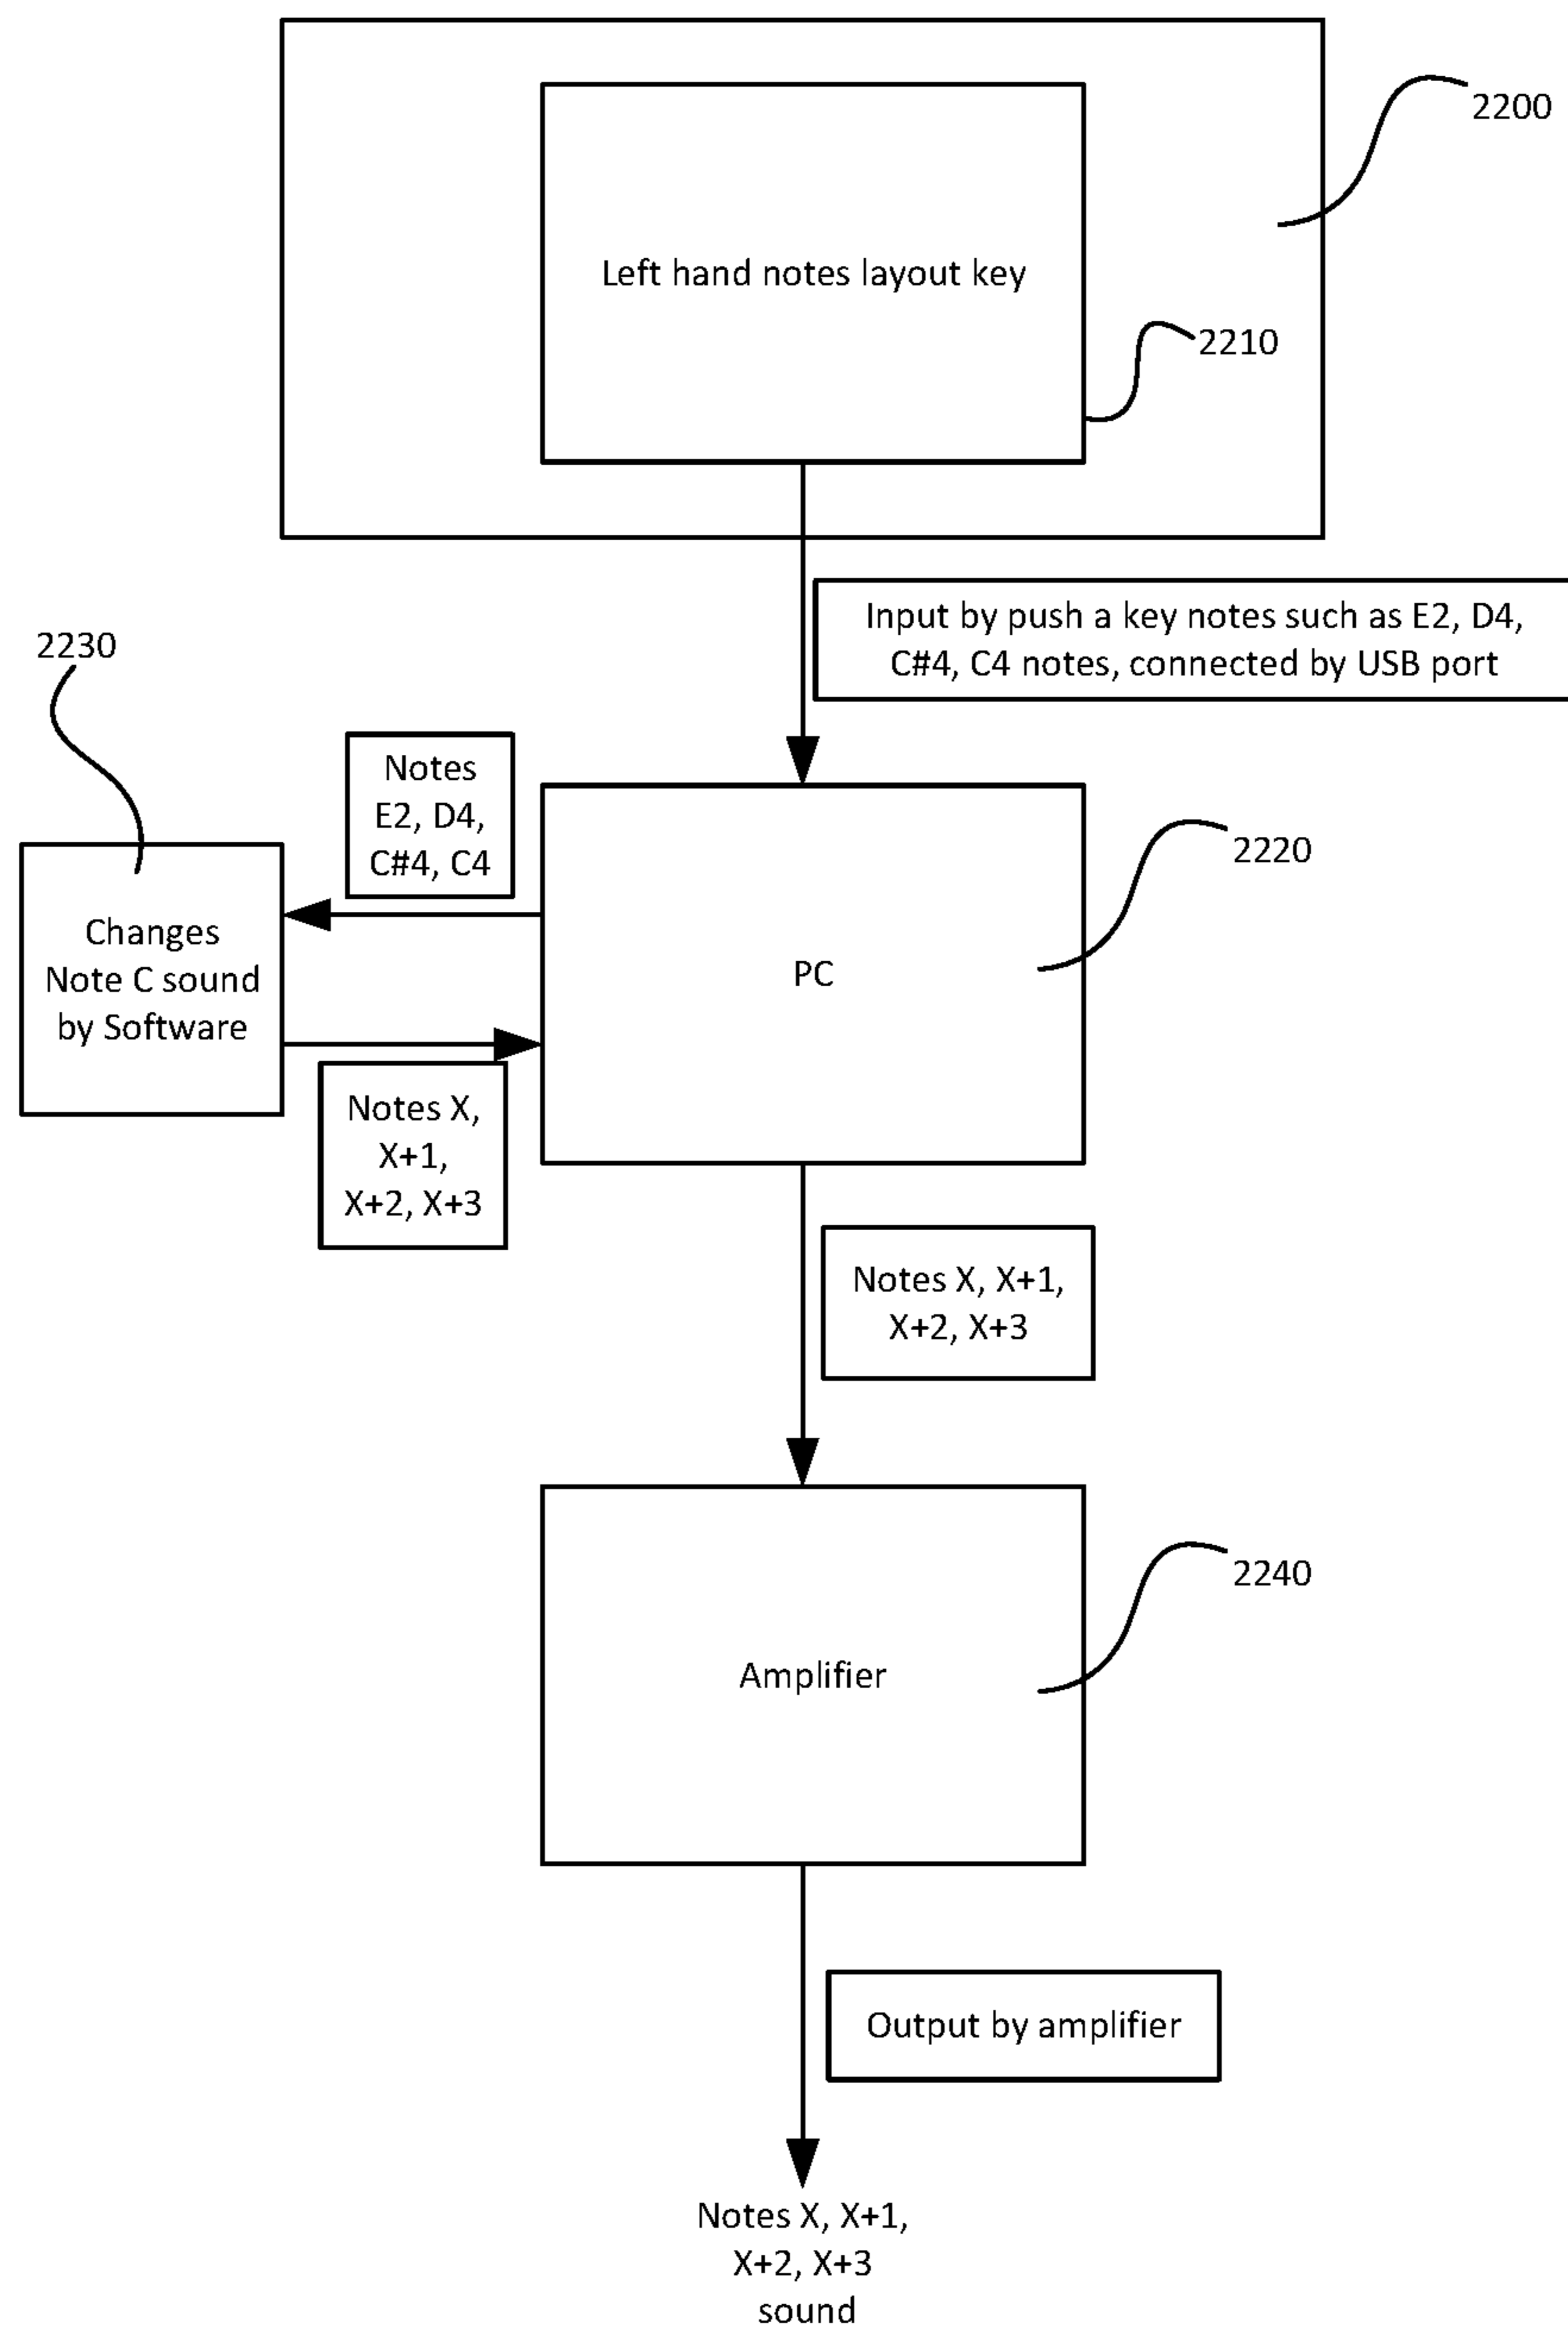 2200
Left hand notes layout key
2210
Input by push a key notes such as E2, D4,
C#4, C4 notes, connected by USB port
2230
Notes
E2, D4,
C#4, C4
2220
Changes
Note C sound
by Software
PC
Notes X,
X+1,
X+2, X+3
Notes X, X+1,
X+2, X+3
2240
Amplifier
Output by amplifier
Notes X, X+1,
X+2, X+3
sound